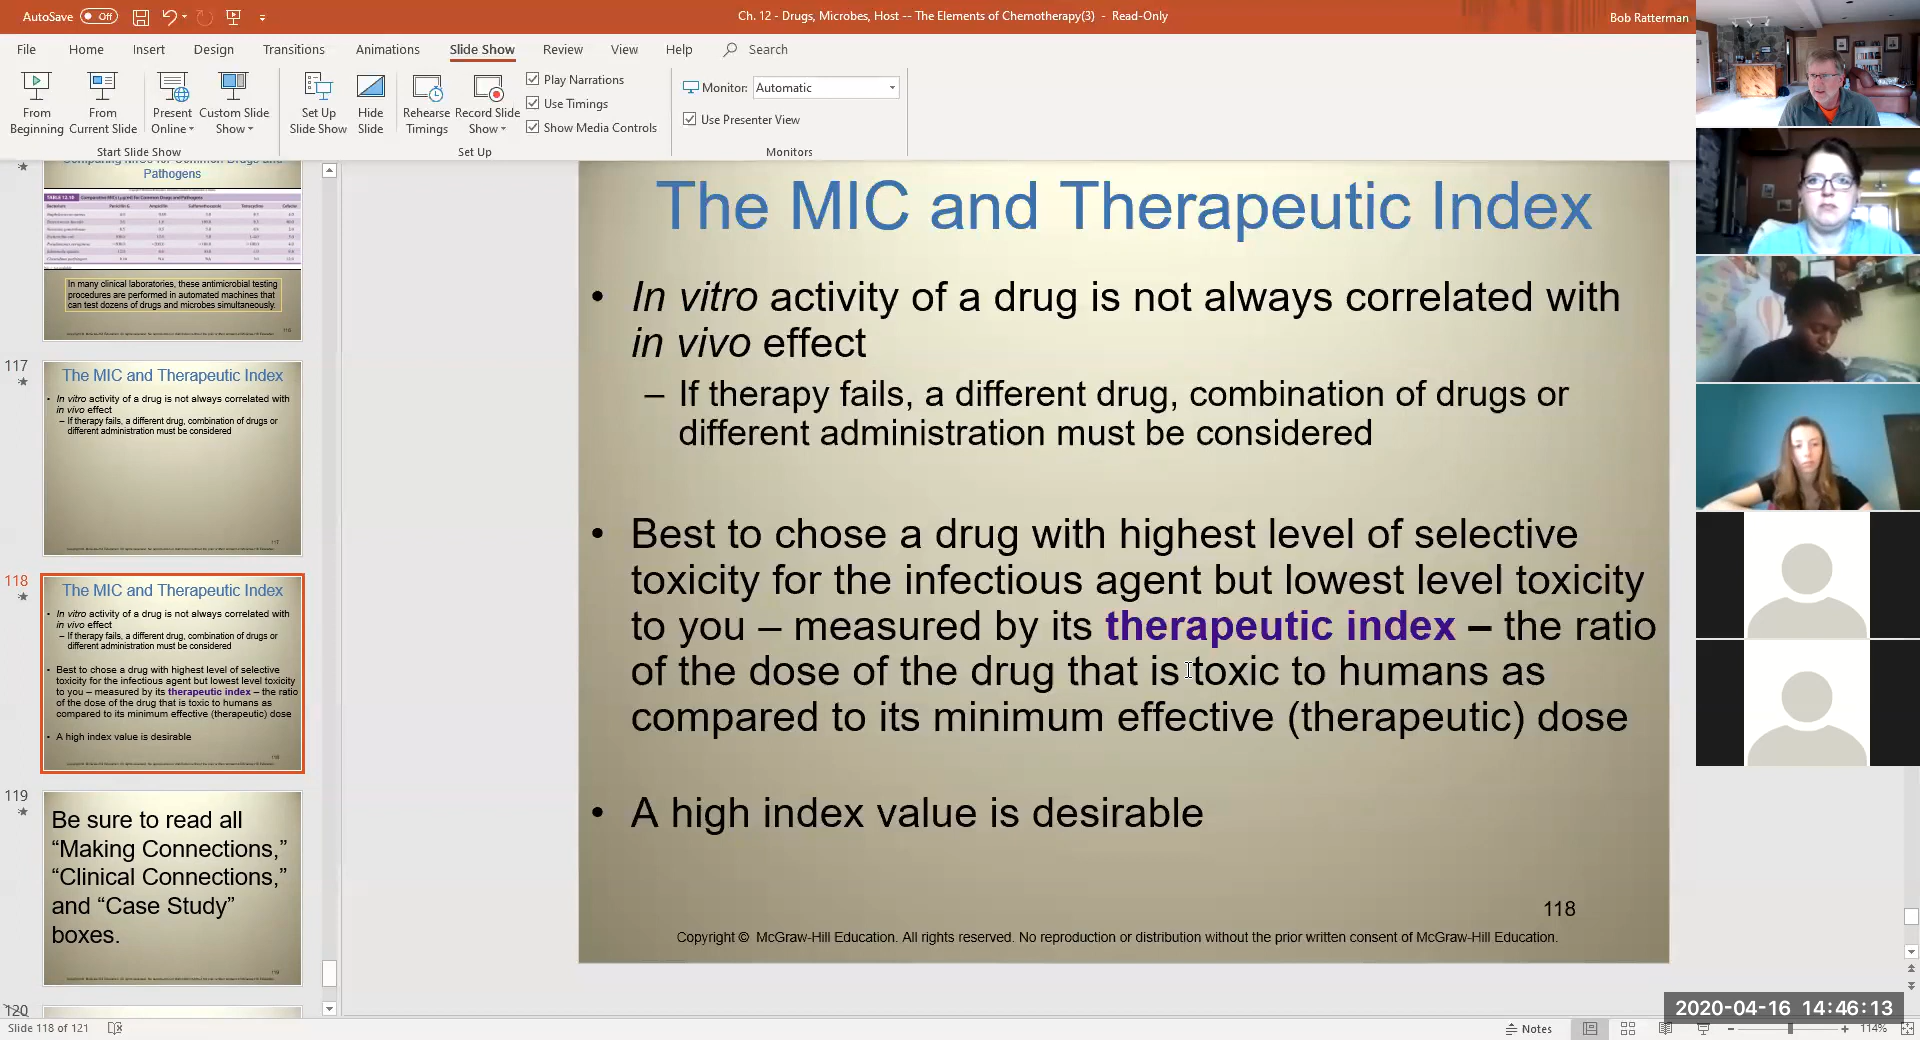 AutoSave Off
Ch. 12 - Drugs, Microbes, Host -- The Elements of Chemotherapy(3) - Read-Only
Bob Ratterman
File Home Insert Design Transitions Animations Slide Show Review View Help Search
From Beginning
From Current Slide
Present Online
Custom Slide Show
Start Slide Show
Set Up Slide Show
Hide Slide
Rehearse Timings
Record Slide Show
Play Narrations
Use Timings
Show Media Controls
Set Up
Monitor: Automatic
Use Presenter View
Monitors
Pathogens
In many clinical laboratories, these antimicrobial testing
procedures are performed in automated machines that
can test dozens of drugs and microbes simultaneously.
117
The MIC and Therapeutic Index
• In vitro activity of a drug is not always correlated with
in vivo effect
– If therapy fails, a different drug, combination of drugs or
different administration must be considered
118
The MIC and Therapeutic Index
• In vitro activity of a drug is not always correlated with
in vivo effect
– If therapy fails, a different drug, combination of drugs or
different administration must be considered
• Best to chose a drug with highest level of selective
toxicity for the infectious agent but lowest level toxicity
to you – measured by its therapeutic index – the ratio
of the dose of the drug that is toxic to humans as
compared to its minimum effective (therapeutic) dose
• A high index value is desirable
119
Be sure to read all
“Making Connections,”
“Clinical Connections,”
and “Case Study”
boxes.
120
The MIC and Therapeutic Index
• In vitro activity of a drug is not always correlated with
in vivo effect
– If therapy fails, a different drug, combination of drugs or
different administration must be considered
• Best to chose a drug with highest level of selective
toxicity for the infectious agent but lowest level toxicity
to you – measured by its therapeutic index – the ratio
of the dose of the drug that is toxic to humans as
compared to its minimum effective (therapeutic) dose
• A high index value is desirable
118
Copyright © McGraw-Hill Education. All rights reserved. No reproduction or distribution without the prior written consent of McGraw-Hill Education.
2020-04-16 14:46:13
Slide 118 of 121
Notes
114%